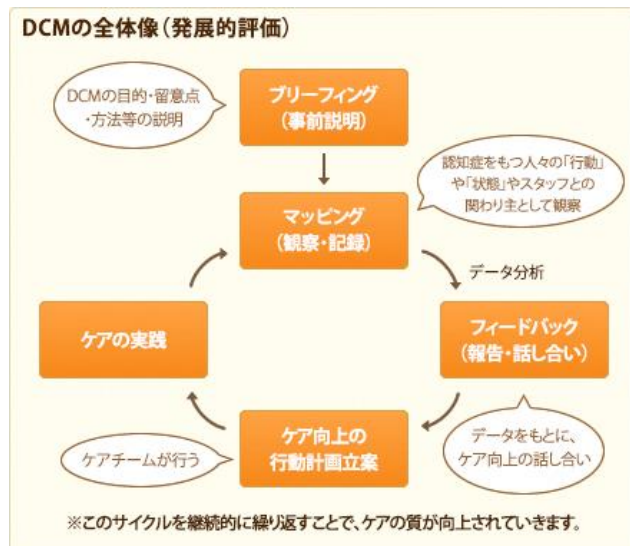 DCMの全体像(発展的評価)
DCMの目的・留意点
・方法等の説明
ブリーフィング
(事前説明)
認知症をもつ人々の「行動」
や「状態」やスタッフとの
関わり主として観察
マッピング
(観察・記録)
データ分析
ケアの実践
フィードバック
(報告・話し合い)
ケア向上の
行動計画立案
ケアチームが行う
データをもとに、
ケア向上の話し合い
※このサイクルを継続的に繰り返すことで、ケアの質が向上されていきます。